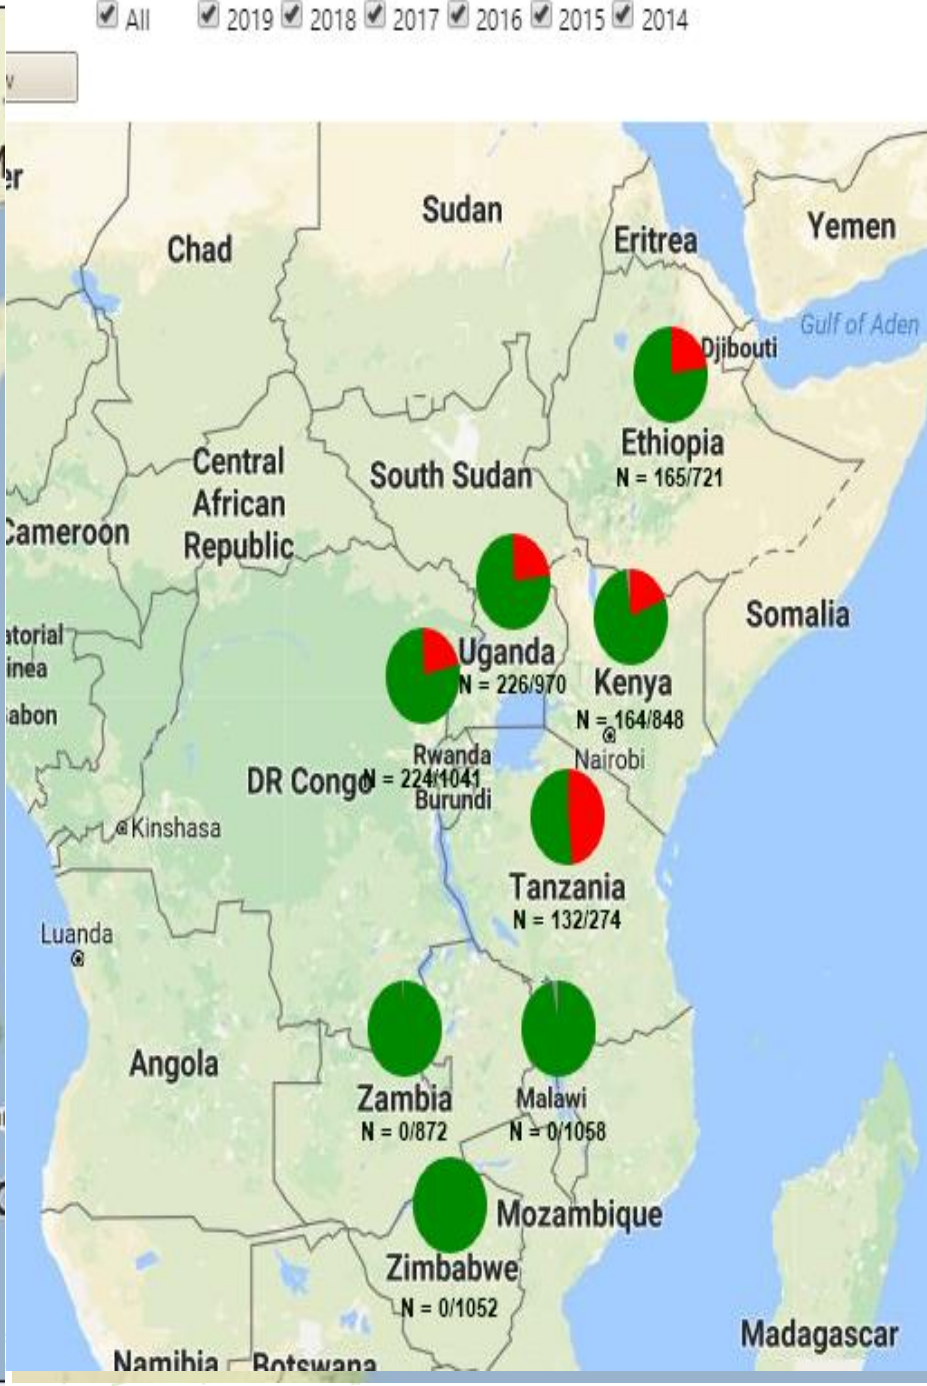 All 2019 2018 2017 2016 2015 2014
Sudan
Yemen
Eritrea
Chad
Gulf of Aden
Djibouti
Ethiopia
N = 165/721
Central
African
Republic
South Sudan
Cameroon
Somalia
Uganda
N = 226/970
Kenya
N = 164/848
Nairobi
Rwanda
DR Congo
N = 224/1041
Burundi
Kinshasa
Tanzania
N = 132/274
Luanda
Angola
Zambia
N = 0/872
Malawi
N = 0/1058
Mozambique
Zimbabwe
N = 0/1052
Madagascar
Namibia
Botswana